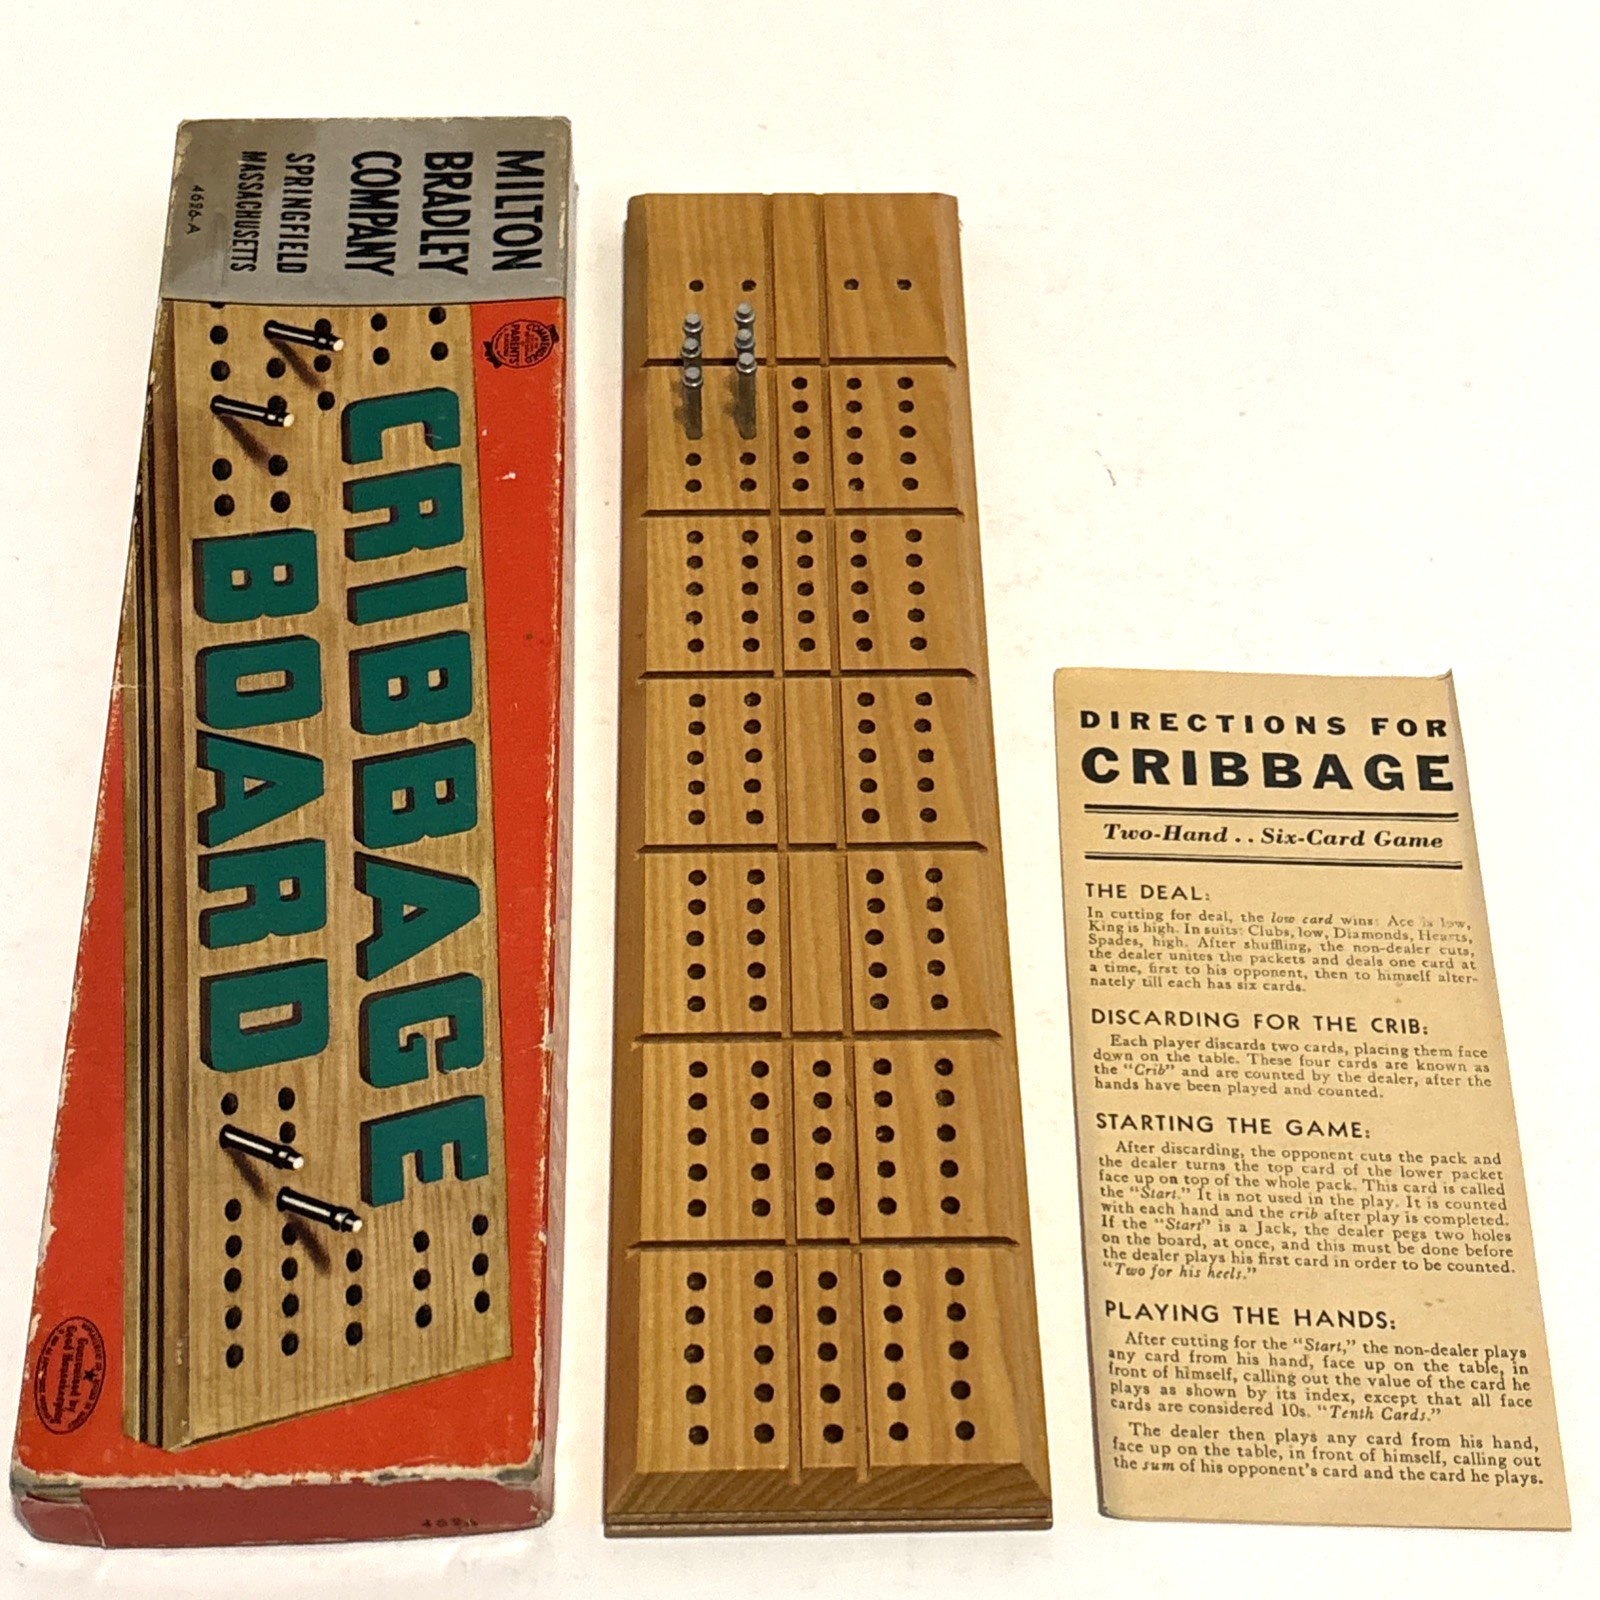 MILTON
BRADLEY
COMPANY
SPRINGFIELD
MASSACHUSETTS
4626-A
COMMENDED
PARENTS'
CRIBBAGE
BOARD
Guaranteed by
Good Housekeeping
4626
DIRECTIONS FOR
CRIBBAGE
Two-Hand . . Six-Card Game
THE DEAL:
In cutting for deal, the low card wins: Ace is low,
King is high. In suits: Clubs, low, Diamonds, Hearts,
Spades, high. After shuffling, the non-dealer cuts,
the dealer unites the packets and deals one card at
a time, first to his opponent, then to himself alter-
nately till each has six cards.
DISCARDING FOR THE CRIB:
Each player discards two cards, placing them face
down on the table. These four cards are known as
the "Crib" and are counted by the dealer, after the
hands have been played and counted.
STARTING THE GAME:
After discarding, the opponent cuts the pack and
the dealer turns the top card of the lower packet
face up on top of the whole pack. This card is called
the "Start." It is not used in the play. It is counted
with each hand and the crib after play is completed.
If the "Start" is a Jack, the dealer pegs two holes
on the board, at once, and this must be done before
the dealer plays his first card in order to be counted.
"Two for his heels."
PLAYING THE HANDS:
After cutting for the "Start," the non-dealer plays
any card from his hand, face up on the table, in
front of himself, calling out the value of the card he
plays as shown by its index, except that all face
cards are considered 10s. "Tenth Cards."
The dealer then plays any card from his hand,
face up on the table, in front of himself, calling out
the sum of his opponent's card and the card he plays.